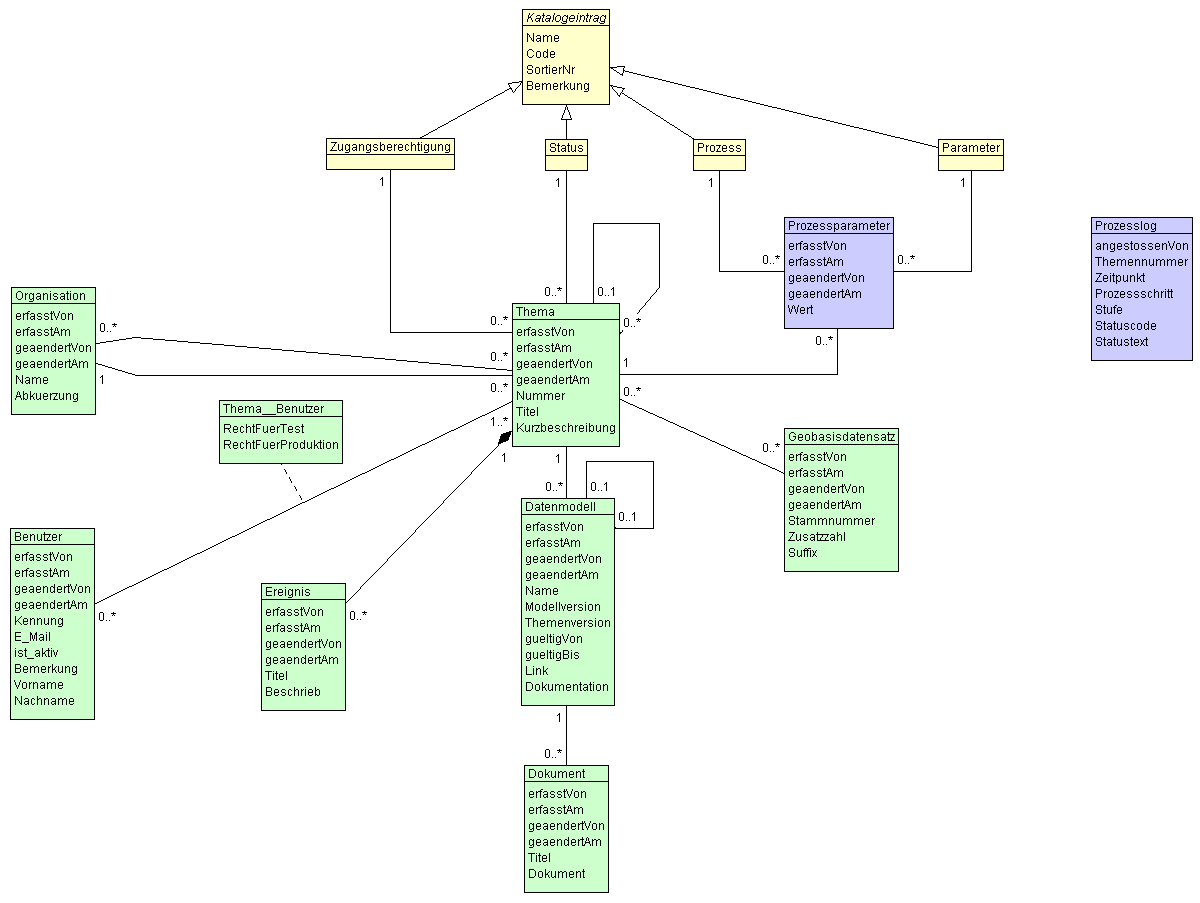 Katalogeintrag
Name
Code
SortierNr
Bemerkung
Zugangsberechtigung
Status
Prozess
Parameter
1
1
1
1
Prozessparameter
erfasstVon
erfasstAm
geaendertVon
geaendertAm
Wert
0..*
0..*
0..*
Prozesslog
angestossenVon
Themennummer
Zeitpunkt
Prozessschritt
Stufe
Statuscode
Statustext
Organisation
erfasstVon
erfasstAm
geaendertVon
geaendertAm
Name
Abkuerzung
0..*
1
0..*
0..1
0..*
0..*
0..*
0..*
1..*
1
1
0..*
1
Thema
erfasstVon
erfasstAm
geaendertVon
geaendertAm
Nummer
Titel
Kurzbeschreibung
Thema__Benutzer
RechtFuerTest
RechtFuerProduktion
Geobasisdatensatz
erfasstVon
erfasstAm
geaendertVon
geaendertAm
Stammnummer
Zusatzzahl
Suffix
0..*
0..*
0..1
0..1
Datenmodell
erfasstVon
erfasstAm
geaendertVon
geaendertAm
Name
Modellversion
Themenversion
gueltigVon
gueltigBis
Link
Dokumentation
Benutzer
erfasstVon
erfasstAm
geaendertVon
geaendertAm
Kennung
E_Mail
ist_aktiv
Bemerkung
Vorname
Nachname
0..*
Ereignis
erfasstVon
erfasstAm
geaendertVon
geaendertAm
Titel
Beschrieb
0..*
1
0..*
Dokument
erfasstVon
erfasstAm
geaendertVon
geaendertAm
Titel
Dokument